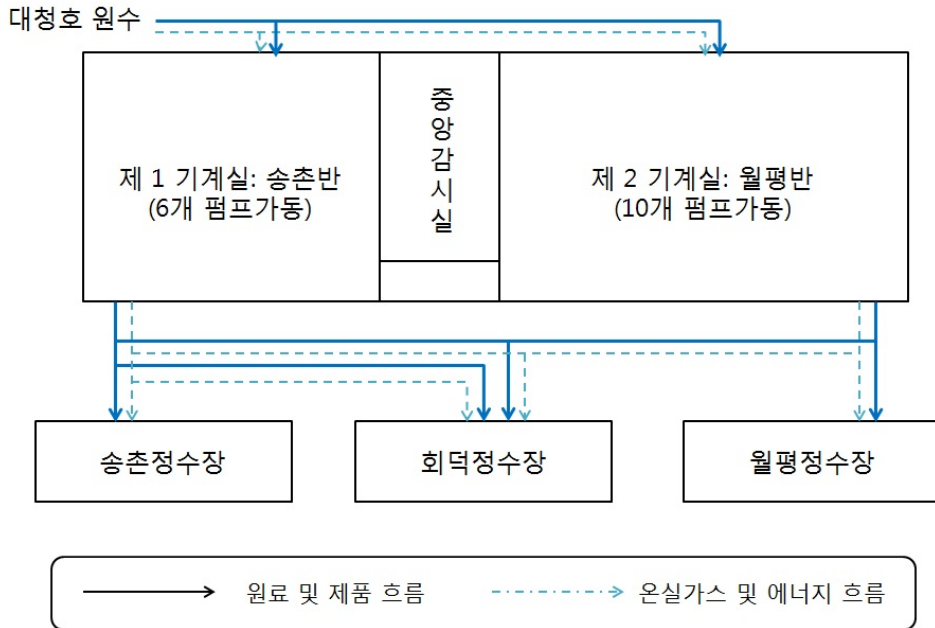 대청호 원수
제 1 기계실: 송촌반
(6개 펌프가동)
중앙감시실
제 2 기계실: 월평반
(10개 펌프가동)
송촌정수장
회덕정수장
월평정수장
원료 및 제품 흐름
온실가스 및 에너지 흐름